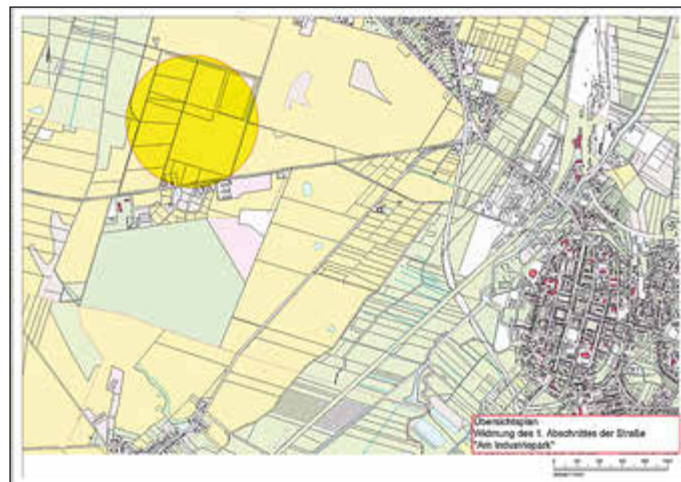 Übersichtsplan
Widmung des 1. Abschnittes der Straße
"Am Industriepark"